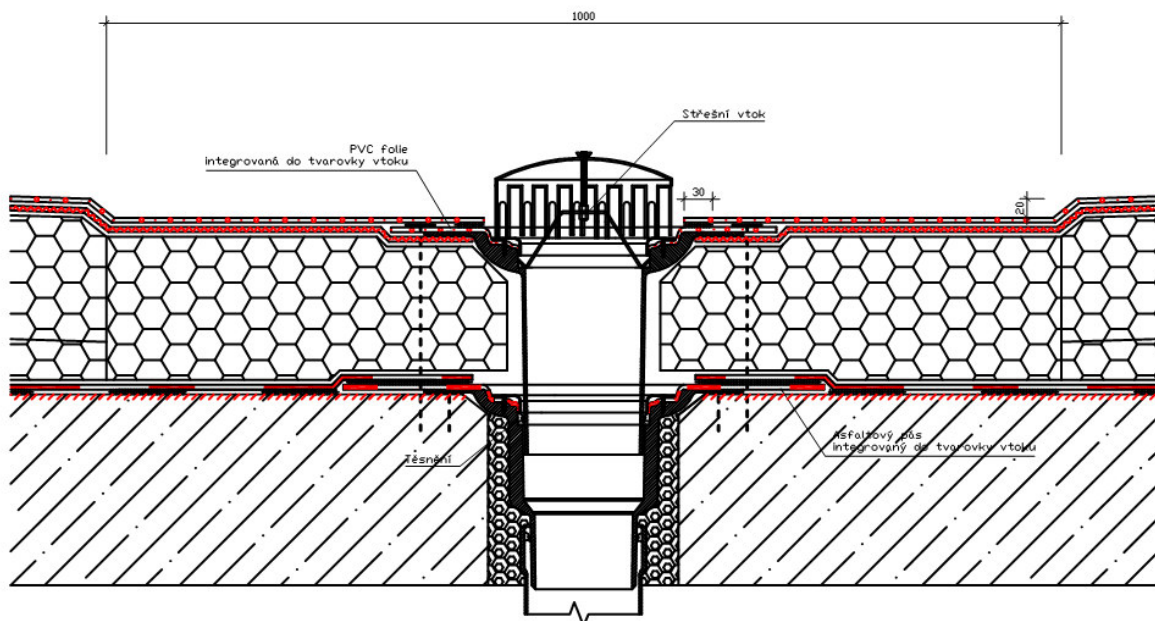 1000
Střešní vtok
PVC folie
integrovaná do tvarovky vtoku
30
20
Těsnění
Asfaltový pás
integrovaný do tvarovky vtoku